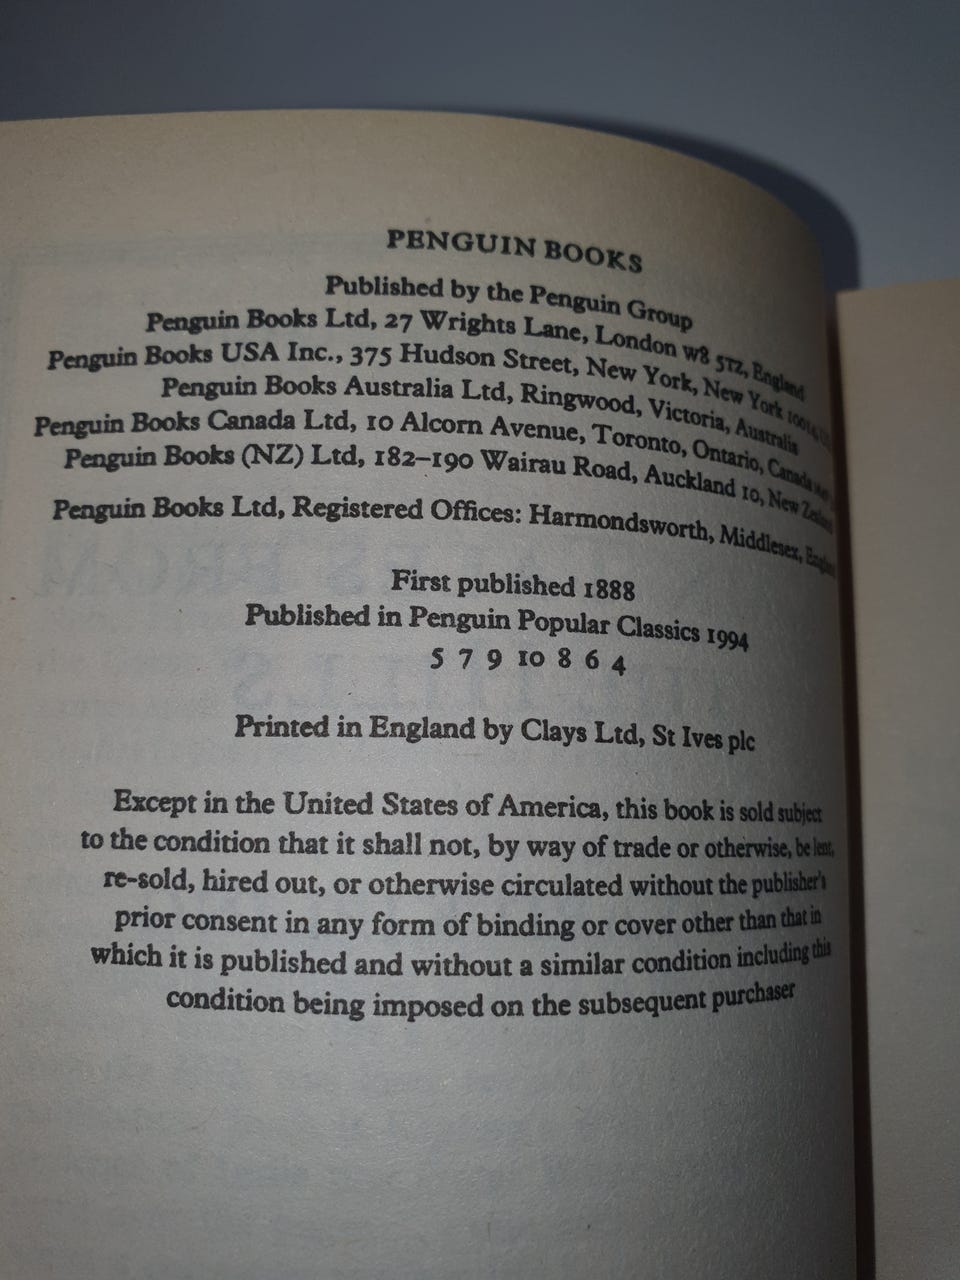 PENGUIN BOOKS
Published by the Penguin Group
Penguin Books Ltd, 27 Wrights Lane, London W8 5TZ, England
Penguin Books USA Inc., 375 Hudson Street, New York, New York 10014
Penguin Books Australia Ltd, Ringwood, Victoria, Australia
Penguin Books Canada Ltd, 10 Alcorn Avenue, Toronto, Ontario, Canada
Penguin Books (NZ) Ltd, 182–190 Wairau Road, Auckland 10, New Zealand
Penguin Books Ltd, Registered Offices: Harmondsworth, Middlesex, England
First published 1888
Published in Penguin Popular Classics 1994
5 7 9 10 8 6 4
Printed in England by Clays Ltd, St Ives plc
Except in the United States of America, this book is sold subject
to the condition that it shall not, by way of trade or otherwise, be lent,
re-sold, hired out, or otherwise circulated without the publisher's
prior consent in any form of binding or cover other than that in
which it is published and without a similar condition including this
condition being imposed on the subsequent purchaser